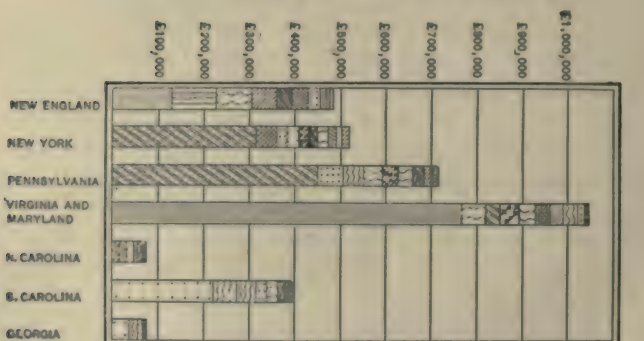 £100,000
£200,000
£300,000
£400,000
£500,000
£600,000
£700,000
£800,000
£900,000
£1,000,000
NEW ENGLAND
NEW YORK
PENNSYLVANIA
VIRGINIA AND
MARYLAND
N. CAROLINA
S. CAROLINA
GEORGIA